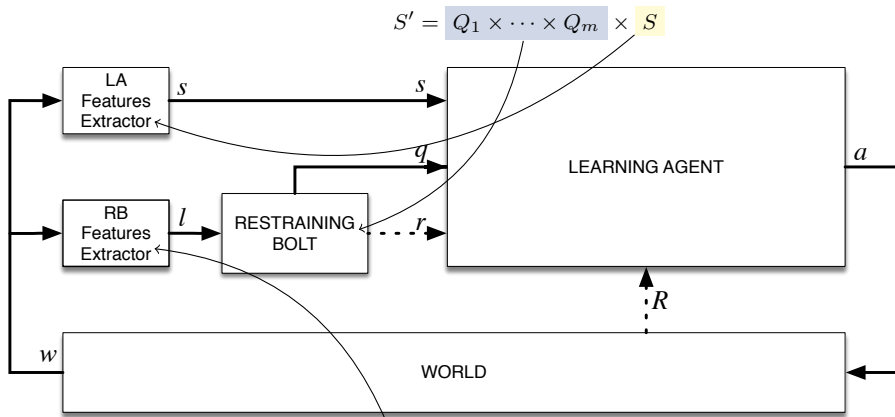 S′ = Q₁ × ⋯ × Qₘ × S
LA
Features
Extractor
s
s
q
LEARNING AGENT
a
RB
Features
Extractor
l
RESTRAINING
BOLT
r
R
w
WORLD